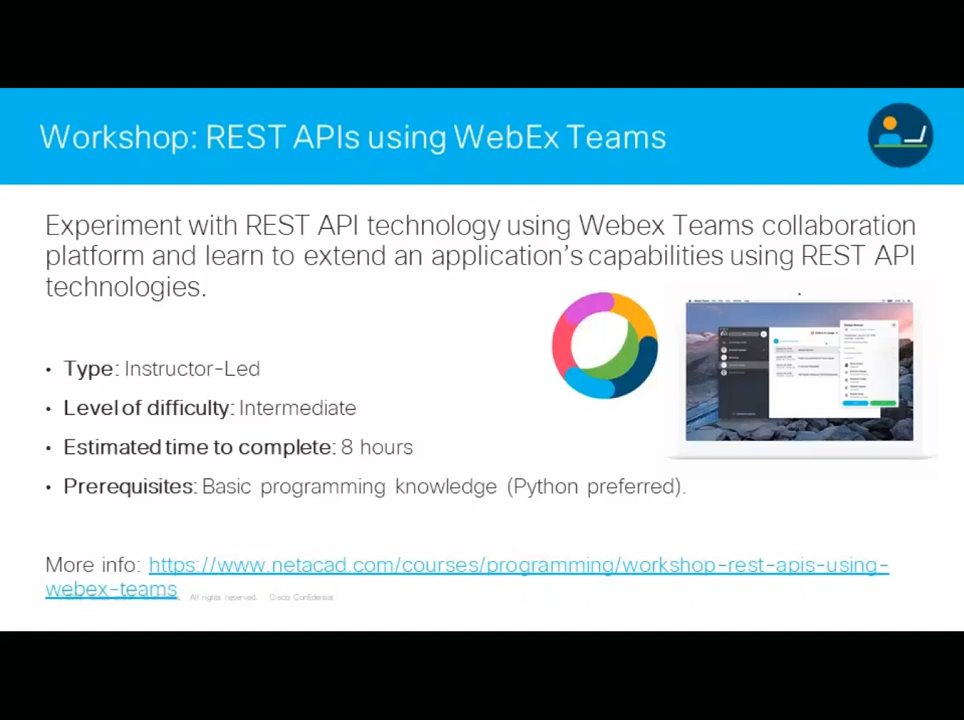 Workshop: REST APIs using WebEx Teams
Experiment with REST API technology using Webex Teams collaboration
platform and learn to extend an application's capabilities using REST API
technologies.
• Type: Instructor-Led
• Level of difficulty: Intermediate
• Estimated time to complete: 8 hours
• Prerequisites: Basic programming knowledge (Python preferred).
More info: https://www.netacad.com/courses/programming/workshop-rest-apis-using-
webex-teams
All rights reserved. Cisco Confidential